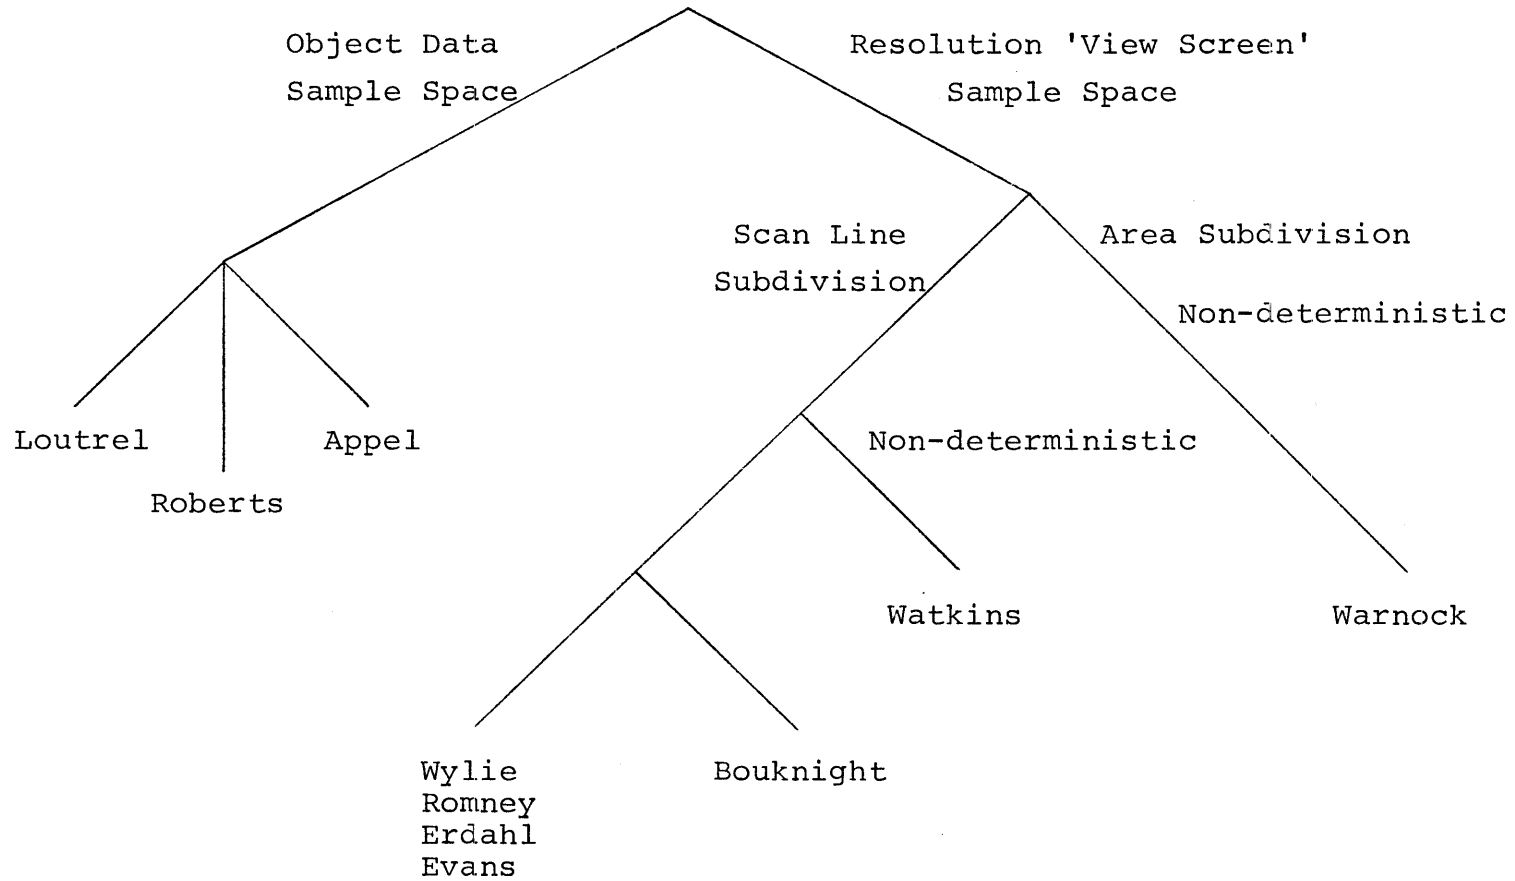 Object Data
Sample Space
Resolution 'View Screen'
Sample Space
Scan Line
Subdivision
Area Subdivision
Non-deterministic
Loutrel
Appel
Non-deterministic
Roberts
Watkins
Warnock
Wylie
Romney
Erdahl
Evans
Bouknight